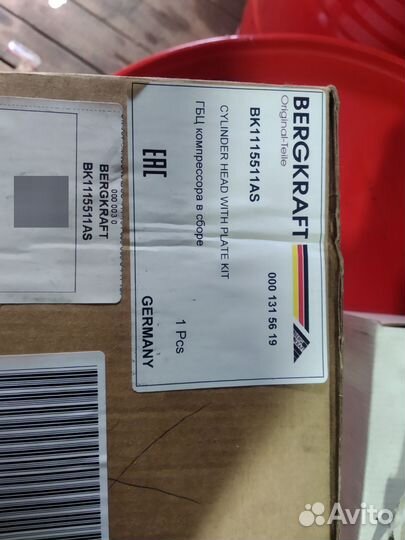 BERGKRAFT
Original-Teile
BK1115511AS
000 131 56 19
CYLINDER HEAD WITH PLATE KIT
ГБЦ компрессора в сборе
1 Pcs
EAC
GERMANY
000 003 0
BERGKRAFT
BK1115511AS
Avito